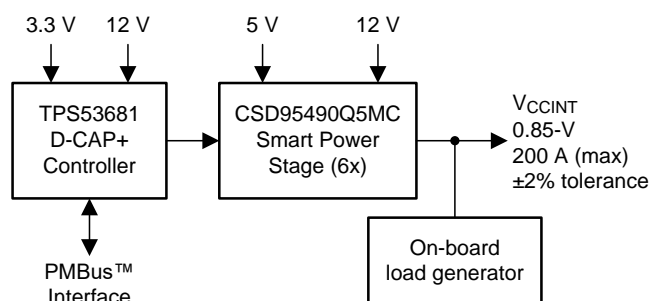 3.3 V
12 V
5 V
12 V
TPS53681
D-CAP+
Controller
CSD95490Q5MC
Smart Power
Stage (6x)
VCCINT
0.85-V
200 A (max)
±2% tolerance
On-board
load generator
PMBus™
Interface